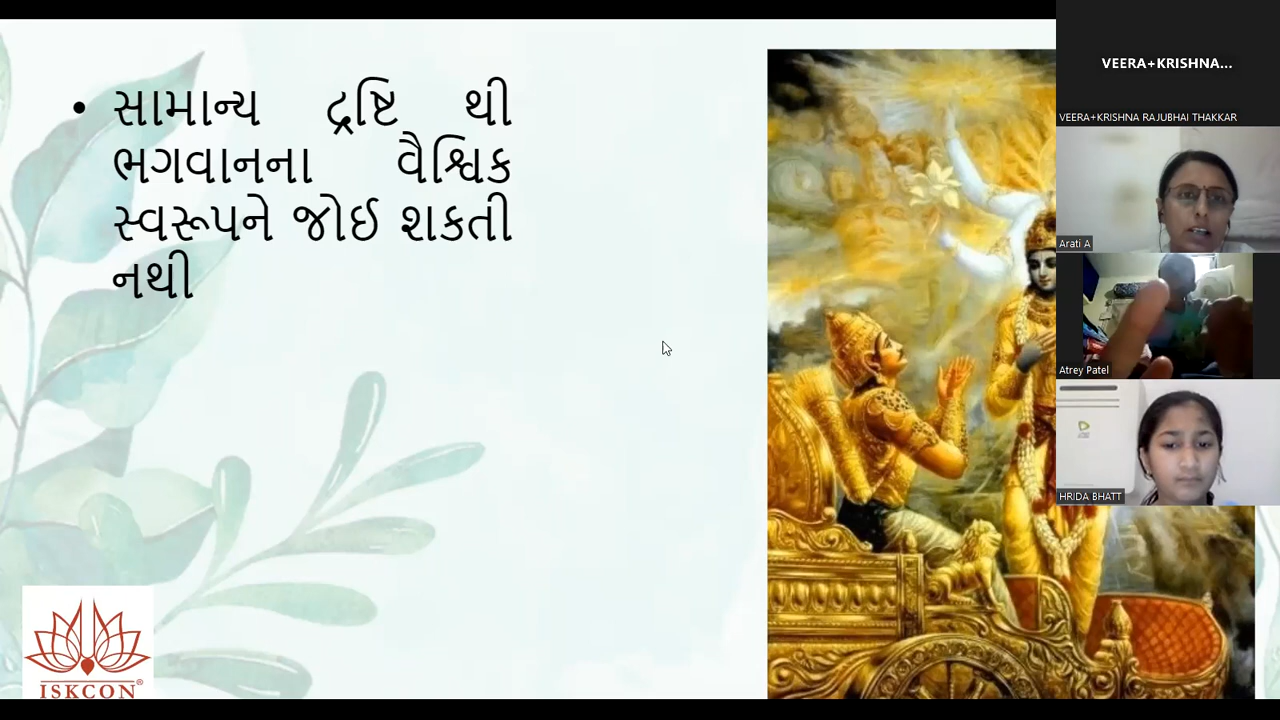 • સામાન્ય દ્રષ્ટિ થી
ભગવાનના વૈશ્વિક
સ્વરૂપને જોઈ શકતી
નથી
ISKCON®
VEERA+KRISHNA...
VEERA+KRISHNA RAJUBHAI THAKKAR
Arati A
Atrey Patel
HRIDA BHATT